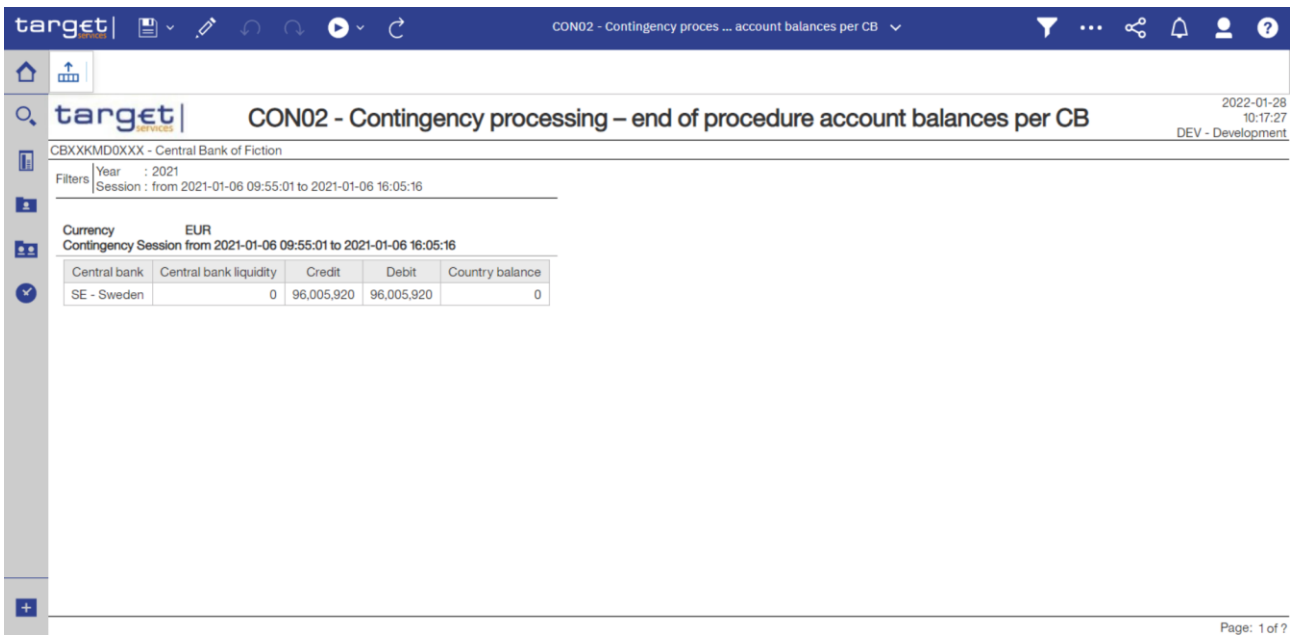 target
services
CON02 - Contingency proces ... account balances per CB
target
services
CON02 - Contingency processing – end of procedure account balances per CB
2022-01-28
10:17:27
DEV - Development
CBXXKMD0XXX - Central Bank of Fiction
Filters
Year : 2021
Session : from 2021-01-06 09:55:01 to 2021-01-06 16:05:16
Currency EUR
Contingency Session from 2021-01-06 09:55:01 to 2021-01-06 16:05:16
Central bank Central bank liquidity Credit Debit Country balance
SE - Sweden 0 96,005,920 96,005,920 0
Page: 1 of ?